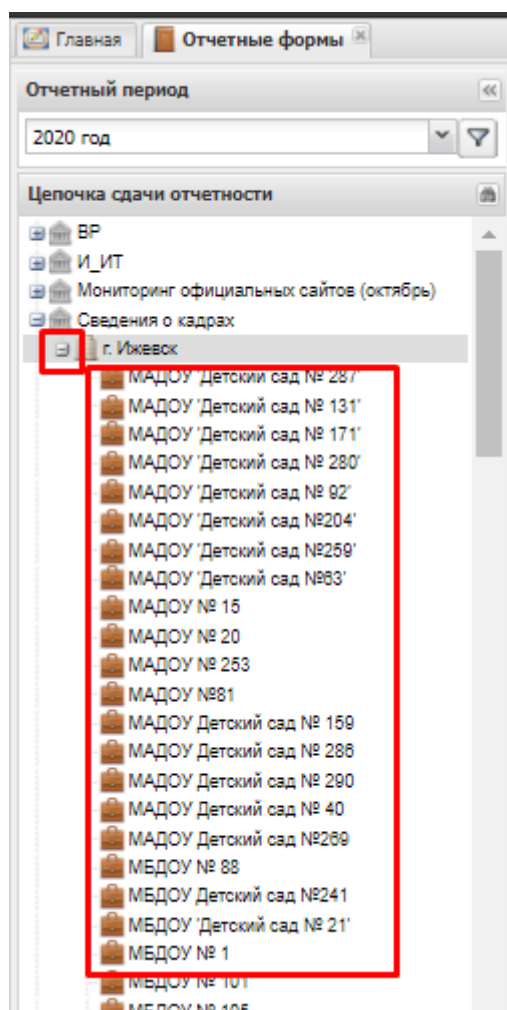 Главная
Отчетные формы
Отчетный период
2020 год
Цепочка сдачи отчетности
ВР
И_ИТ
Мониторинг официальных сайтов (октябрь)
Сведения о кадрах
г. Ижевск
МАДОУ 'Детский сад № 287'
МАДОУ 'Детский сад № 131'
МАДОУ 'Детский сад № 171'
МАДОУ 'Детский сад № 280'
МАДОУ 'Детский сад № 92'
МАДОУ 'Детский сад №204'
МАДОУ 'Детский сад №259'
МАДОУ 'Детский сад №63'
МАДОУ № 15
МАДОУ № 20
МАДОУ № 253
МАДОУ №81
МАДОУ Детский сад № 159
МАДОУ Детский сад № 286
МАДОУ Детский сад № 290
МАДОУ Детский сад № 40
МАДОУ Детский сад №269
МБДОУ № 88
МБДОУ Детский сад №241
МБДОУ 'Детский сад № 21'
МБДОУ № 1
МБДОУ № 101
МБДОУ № 105